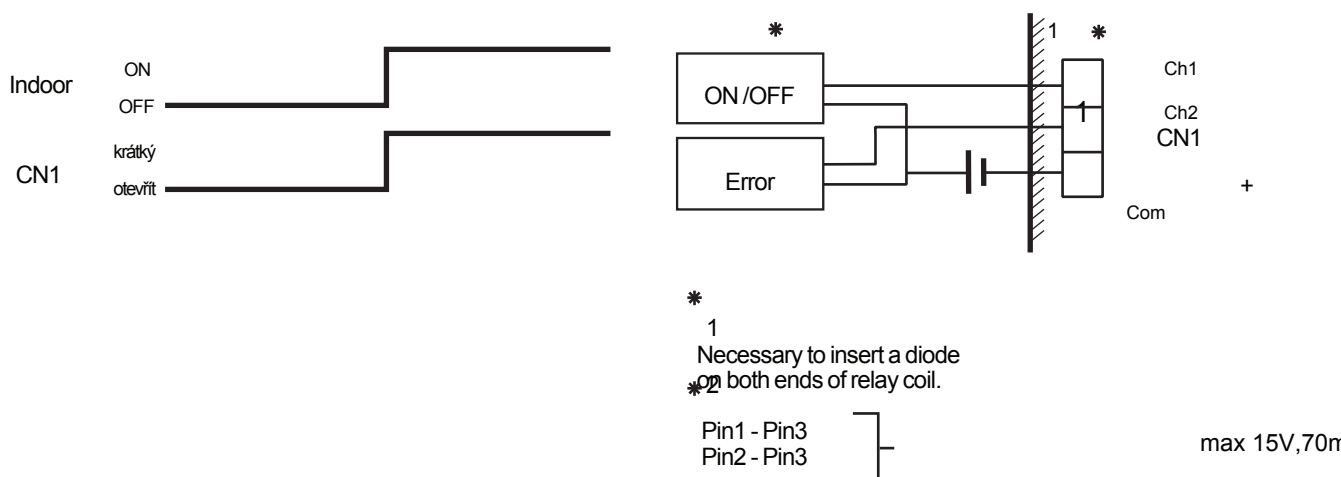 Indoor
ON
OFF
CN1
krátký
otevřít
*
ON /OFF
Error
1
*
1
Ch1
Ch2
CN1
+
Com
*
1
Necessary to insert a diode
on both ends of relay coil.
*2
Pin1 - Pin3
Pin2 - Pin3
max 15V,70m